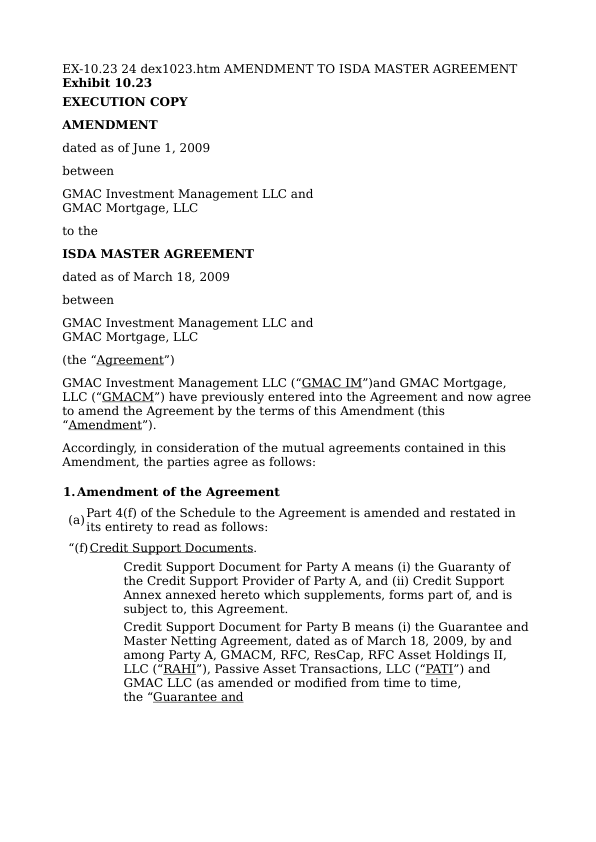 EX-10.23 24 dex1023.htm AMENDMENT TO ISDA MASTER AGREEMENT
Exhibit 10.23
EXECUTION COPY
AMENDMENT
dated as of June 1, 2009
between
GMAC Investment Management LLC and
GMAC Mortgage, LLC
to the
ISDA MASTER AGREEMENT
dated as of March 18, 2009
between
GMAC Investment Management LLC and
GMAC Mortgage, LLC
(the “Agreement”)
GMAC Investment Management LLC (“GMAC IM”)and GMAC Mortgage,
LLC (“GMACM”) have previously entered into the Agreement and now agree
to amend the Agreement by the terms of this Amendment (this
“Amendment”).
Accordingly, in consideration of the mutual agreements contained in this
Amendment, the parties agree as follows:
1. Amendment of the Agreement
(a) Part 4(f) of the Schedule to the Agreement is amended and restated in
its entirety to read as follows:
“(f) Credit Support Documents.
Credit Support Document for Party A means (i) the Guaranty of
the Credit Support Provider of Party A, and (ii) Credit Support
Annex annexed hereto which supplements, forms part of, and is
subject to, this Agreement.
Credit Support Document for Party B means (i) the Guarantee and
Master Netting Agreement, dated as of March 18, 2009, by and
among Party A, GMACM, RFC, ResCap, RFC Asset Holdings II,
LLC (“RAHI”), Passive Asset Transactions, LLC (“PATI”) and
GMAC LLC (as amended or modified from time to time,
the “Guarantee and